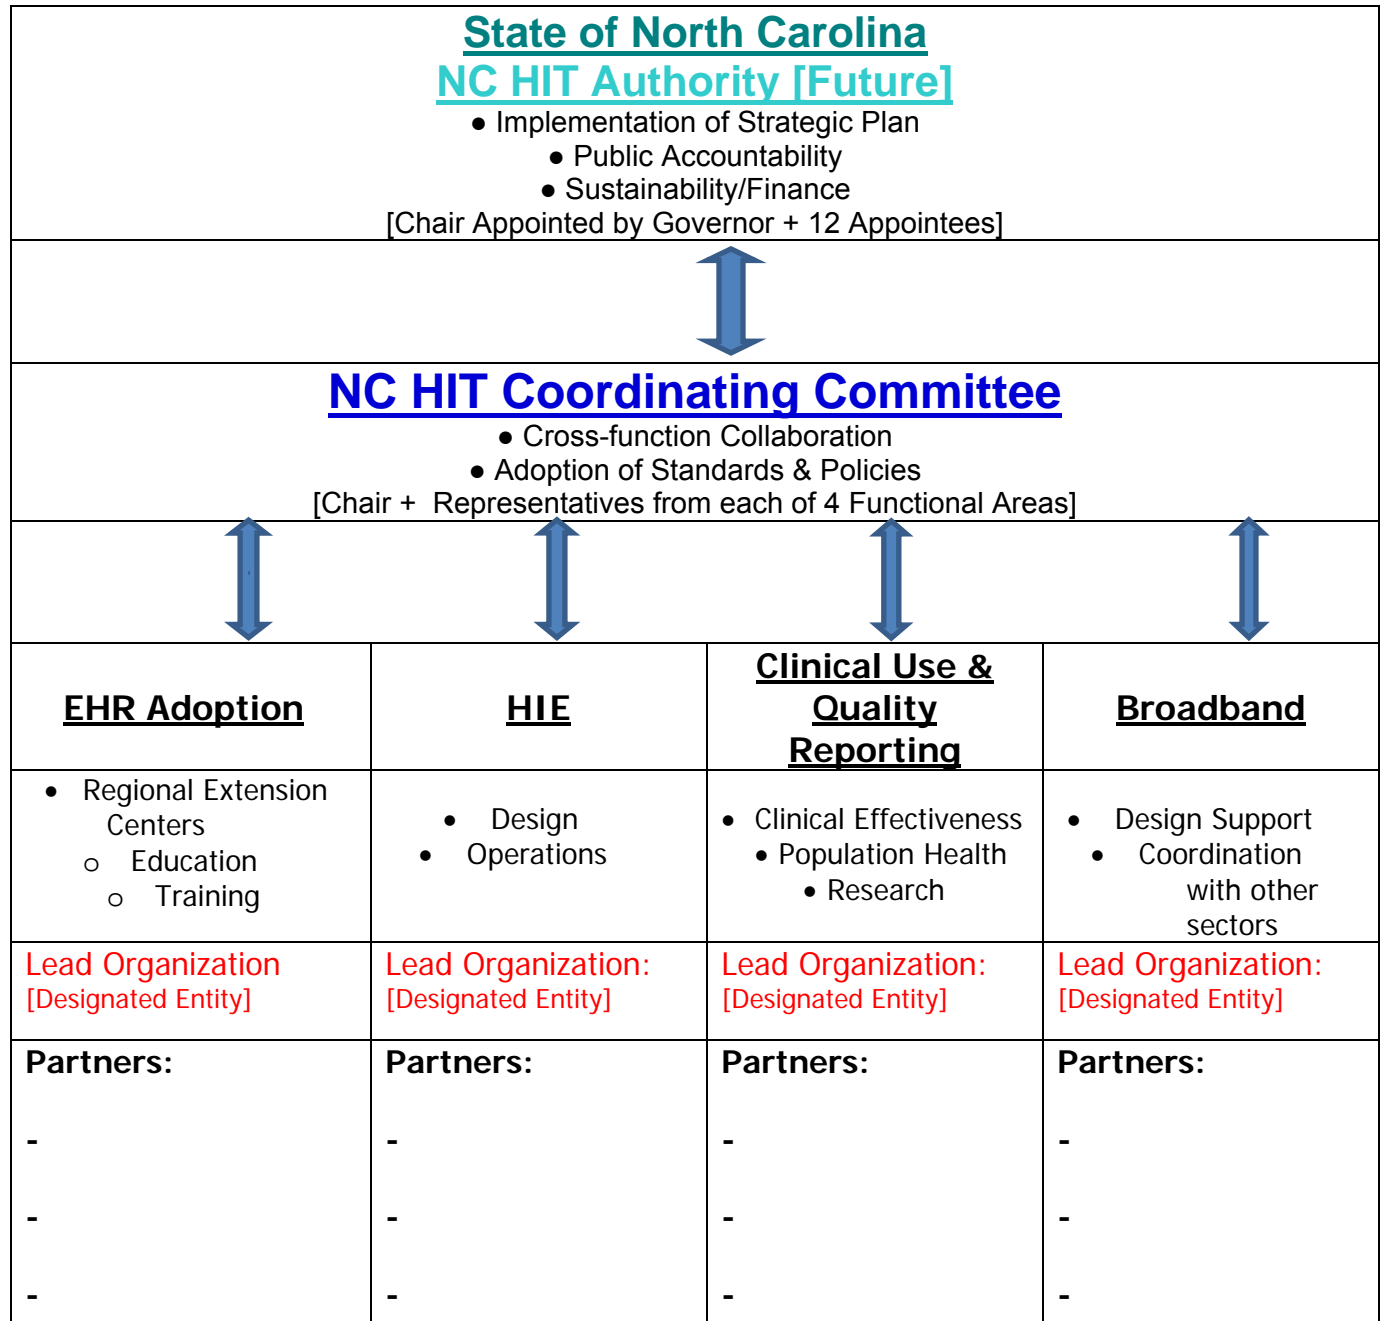 State of North Carolina
NC HIT Authority [Future]
● Implementation of Strategic Plan
● Public Accountability
● Sustainability/Finance
[Chair Appointed by Governor + 12 Appointees]
NC HIT Coordinating Committee
● Cross-function Collaboration
● Adoption of Standards & Policies
[Chair + Representatives from each of 4 Functional Areas]
EHR Adoption
HIE
Clinical Use &
Quality
Reporting
Broadband
• Regional Extension
Centers
o Education
o Training
• Design
• Operations
• Clinical Effectiveness
• Population Health
• Research
• Design Support
• Coordination
with other
sectors
Lead Organization
[Designated Entity]
Lead Organization:
[Designated Entity]
Lead Organization:
[Designated Entity]
Lead Organization:
[Designated Entity]
Partners:
-
-
-
Partners:
-
-
-
Partners:
-
-
-
Partners:
-
-
-